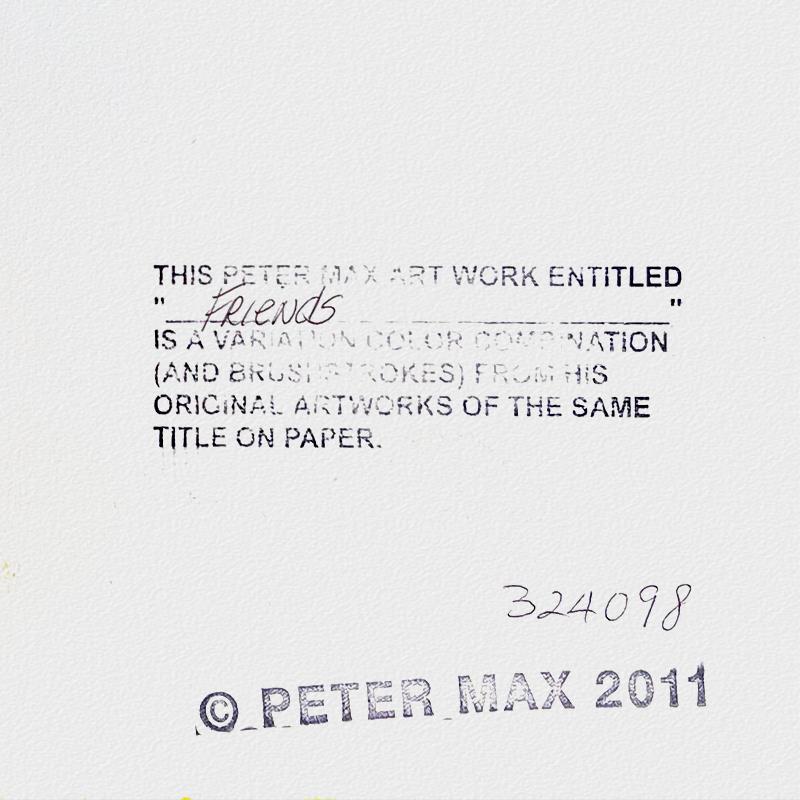 THIS PETER MAX ART WORK ENTITLED
" Friends "
IS A VARIATION COLOR COMBINATION
(AND BRUSHSTROKES) FROM HIS
ORIGINAL ARTWORKS OF THE SAME
TITLE ON PAPER.
324098
© PETER MAX 2011